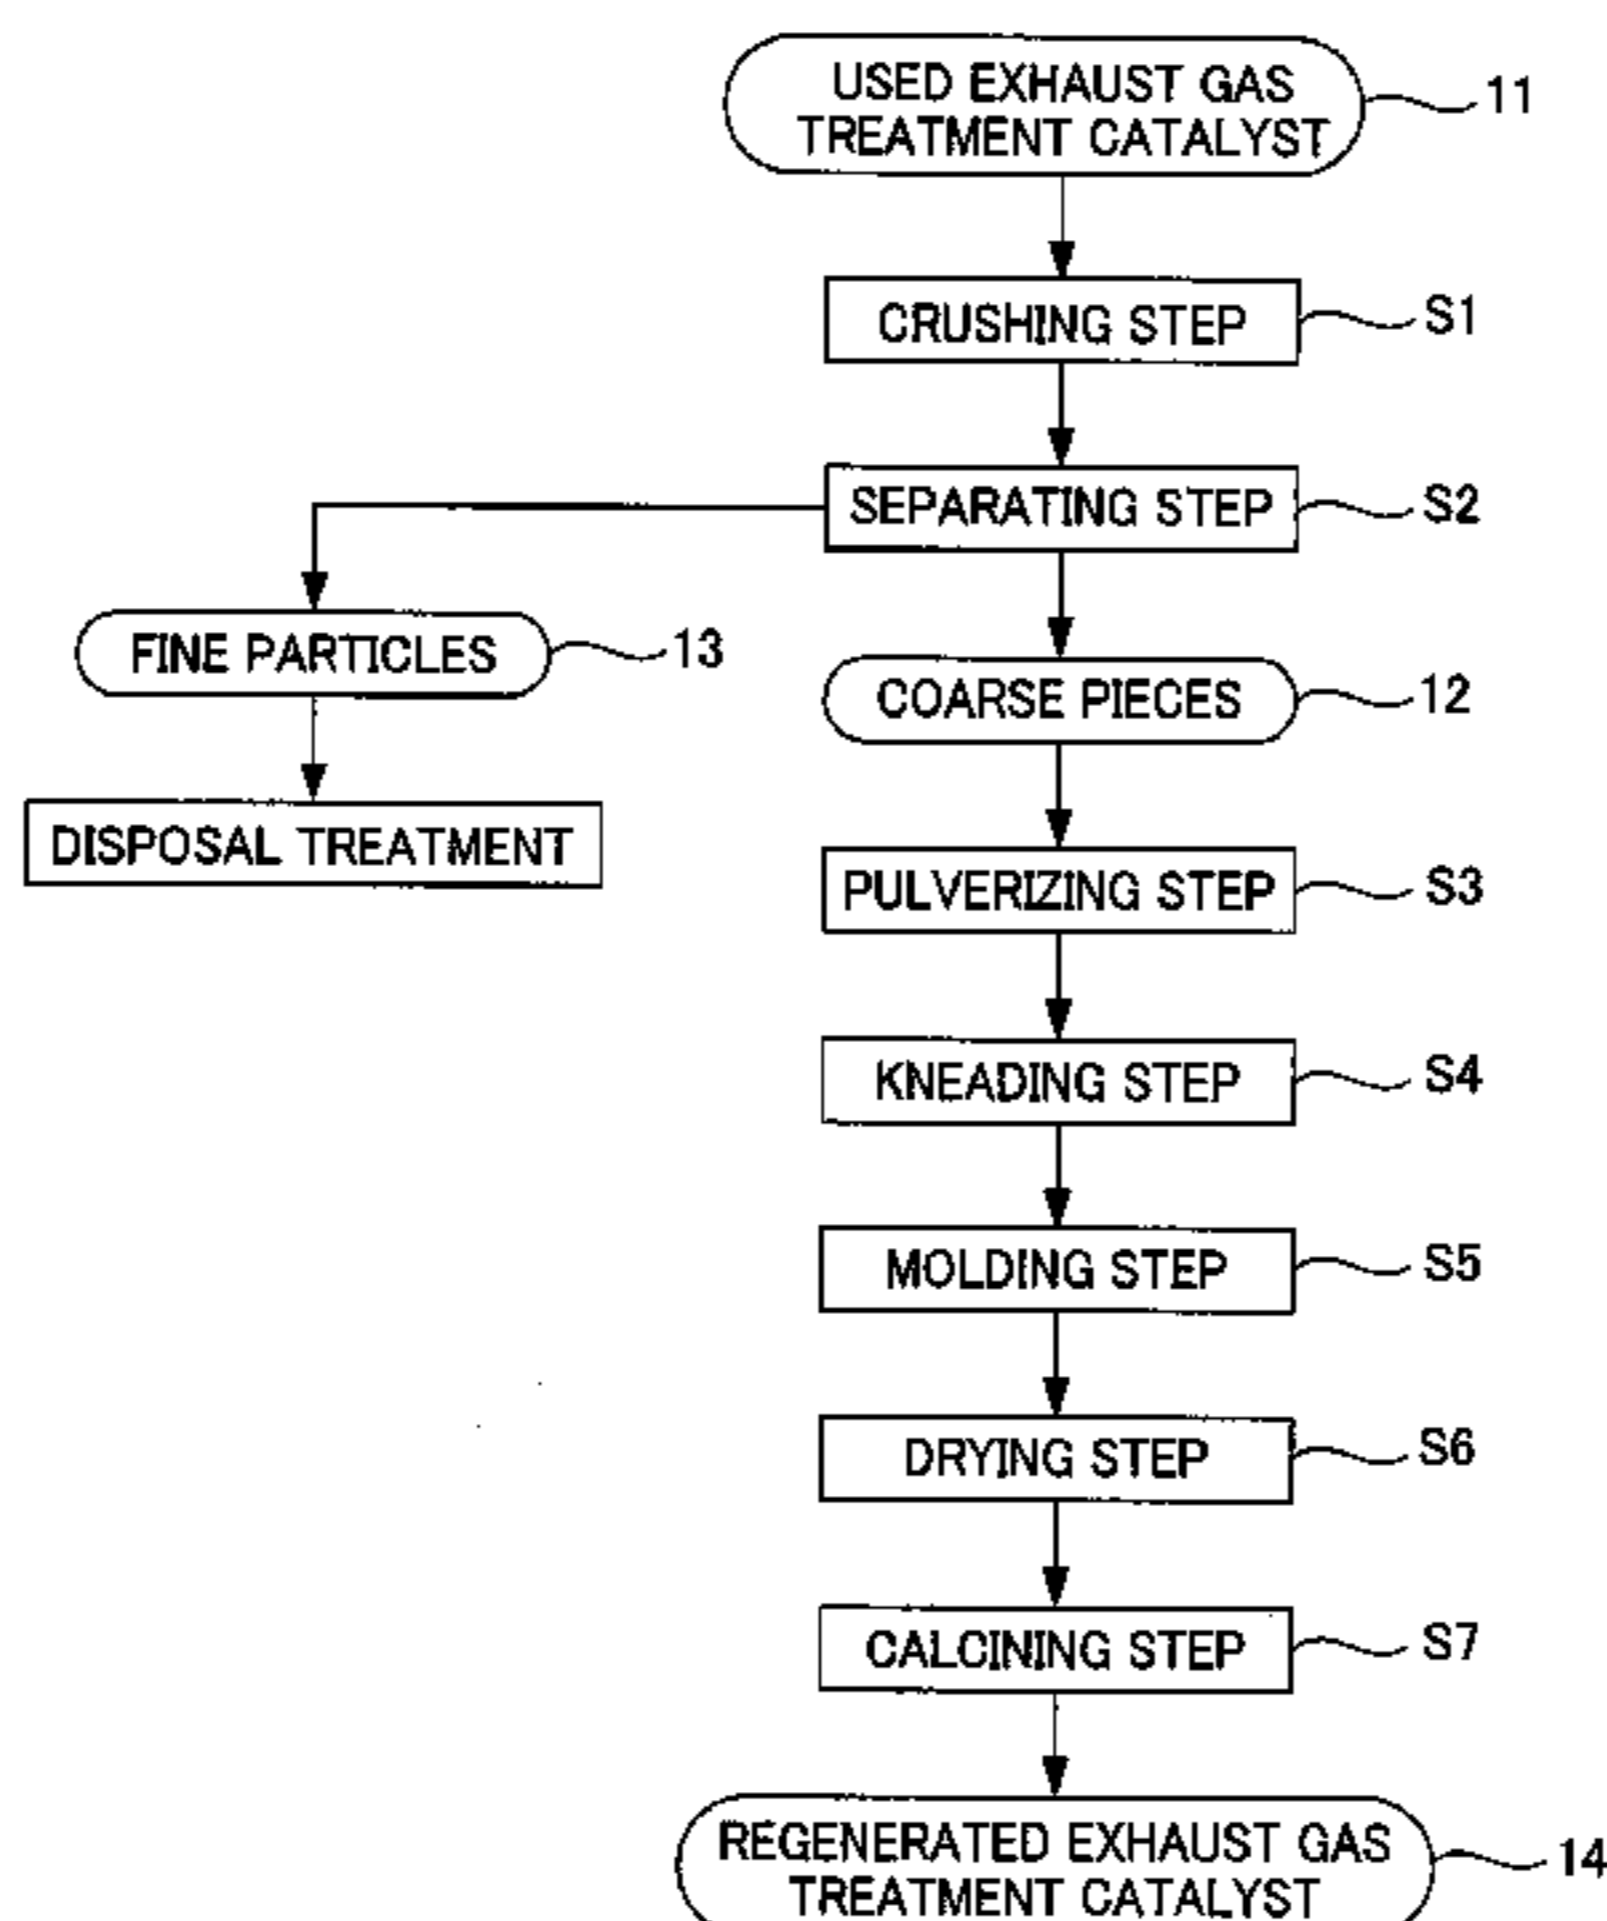 USED EXHAUST GAS
TREATMENT CATALYST
11
CRUSHING STEP
S1
SEPARATING STEP
S2
FINE PARTICLES
13
COARSE PIECES
12
DISPOSAL TREATMENT
PULVERIZING STEP
S3
KNEADING STEP
S4
MOLDING STEP
S5
DRYING STEP
S6
CALCINING STEP
S7
REGENERATED EXHAUST GAS
TREATMENT CATALYST
14